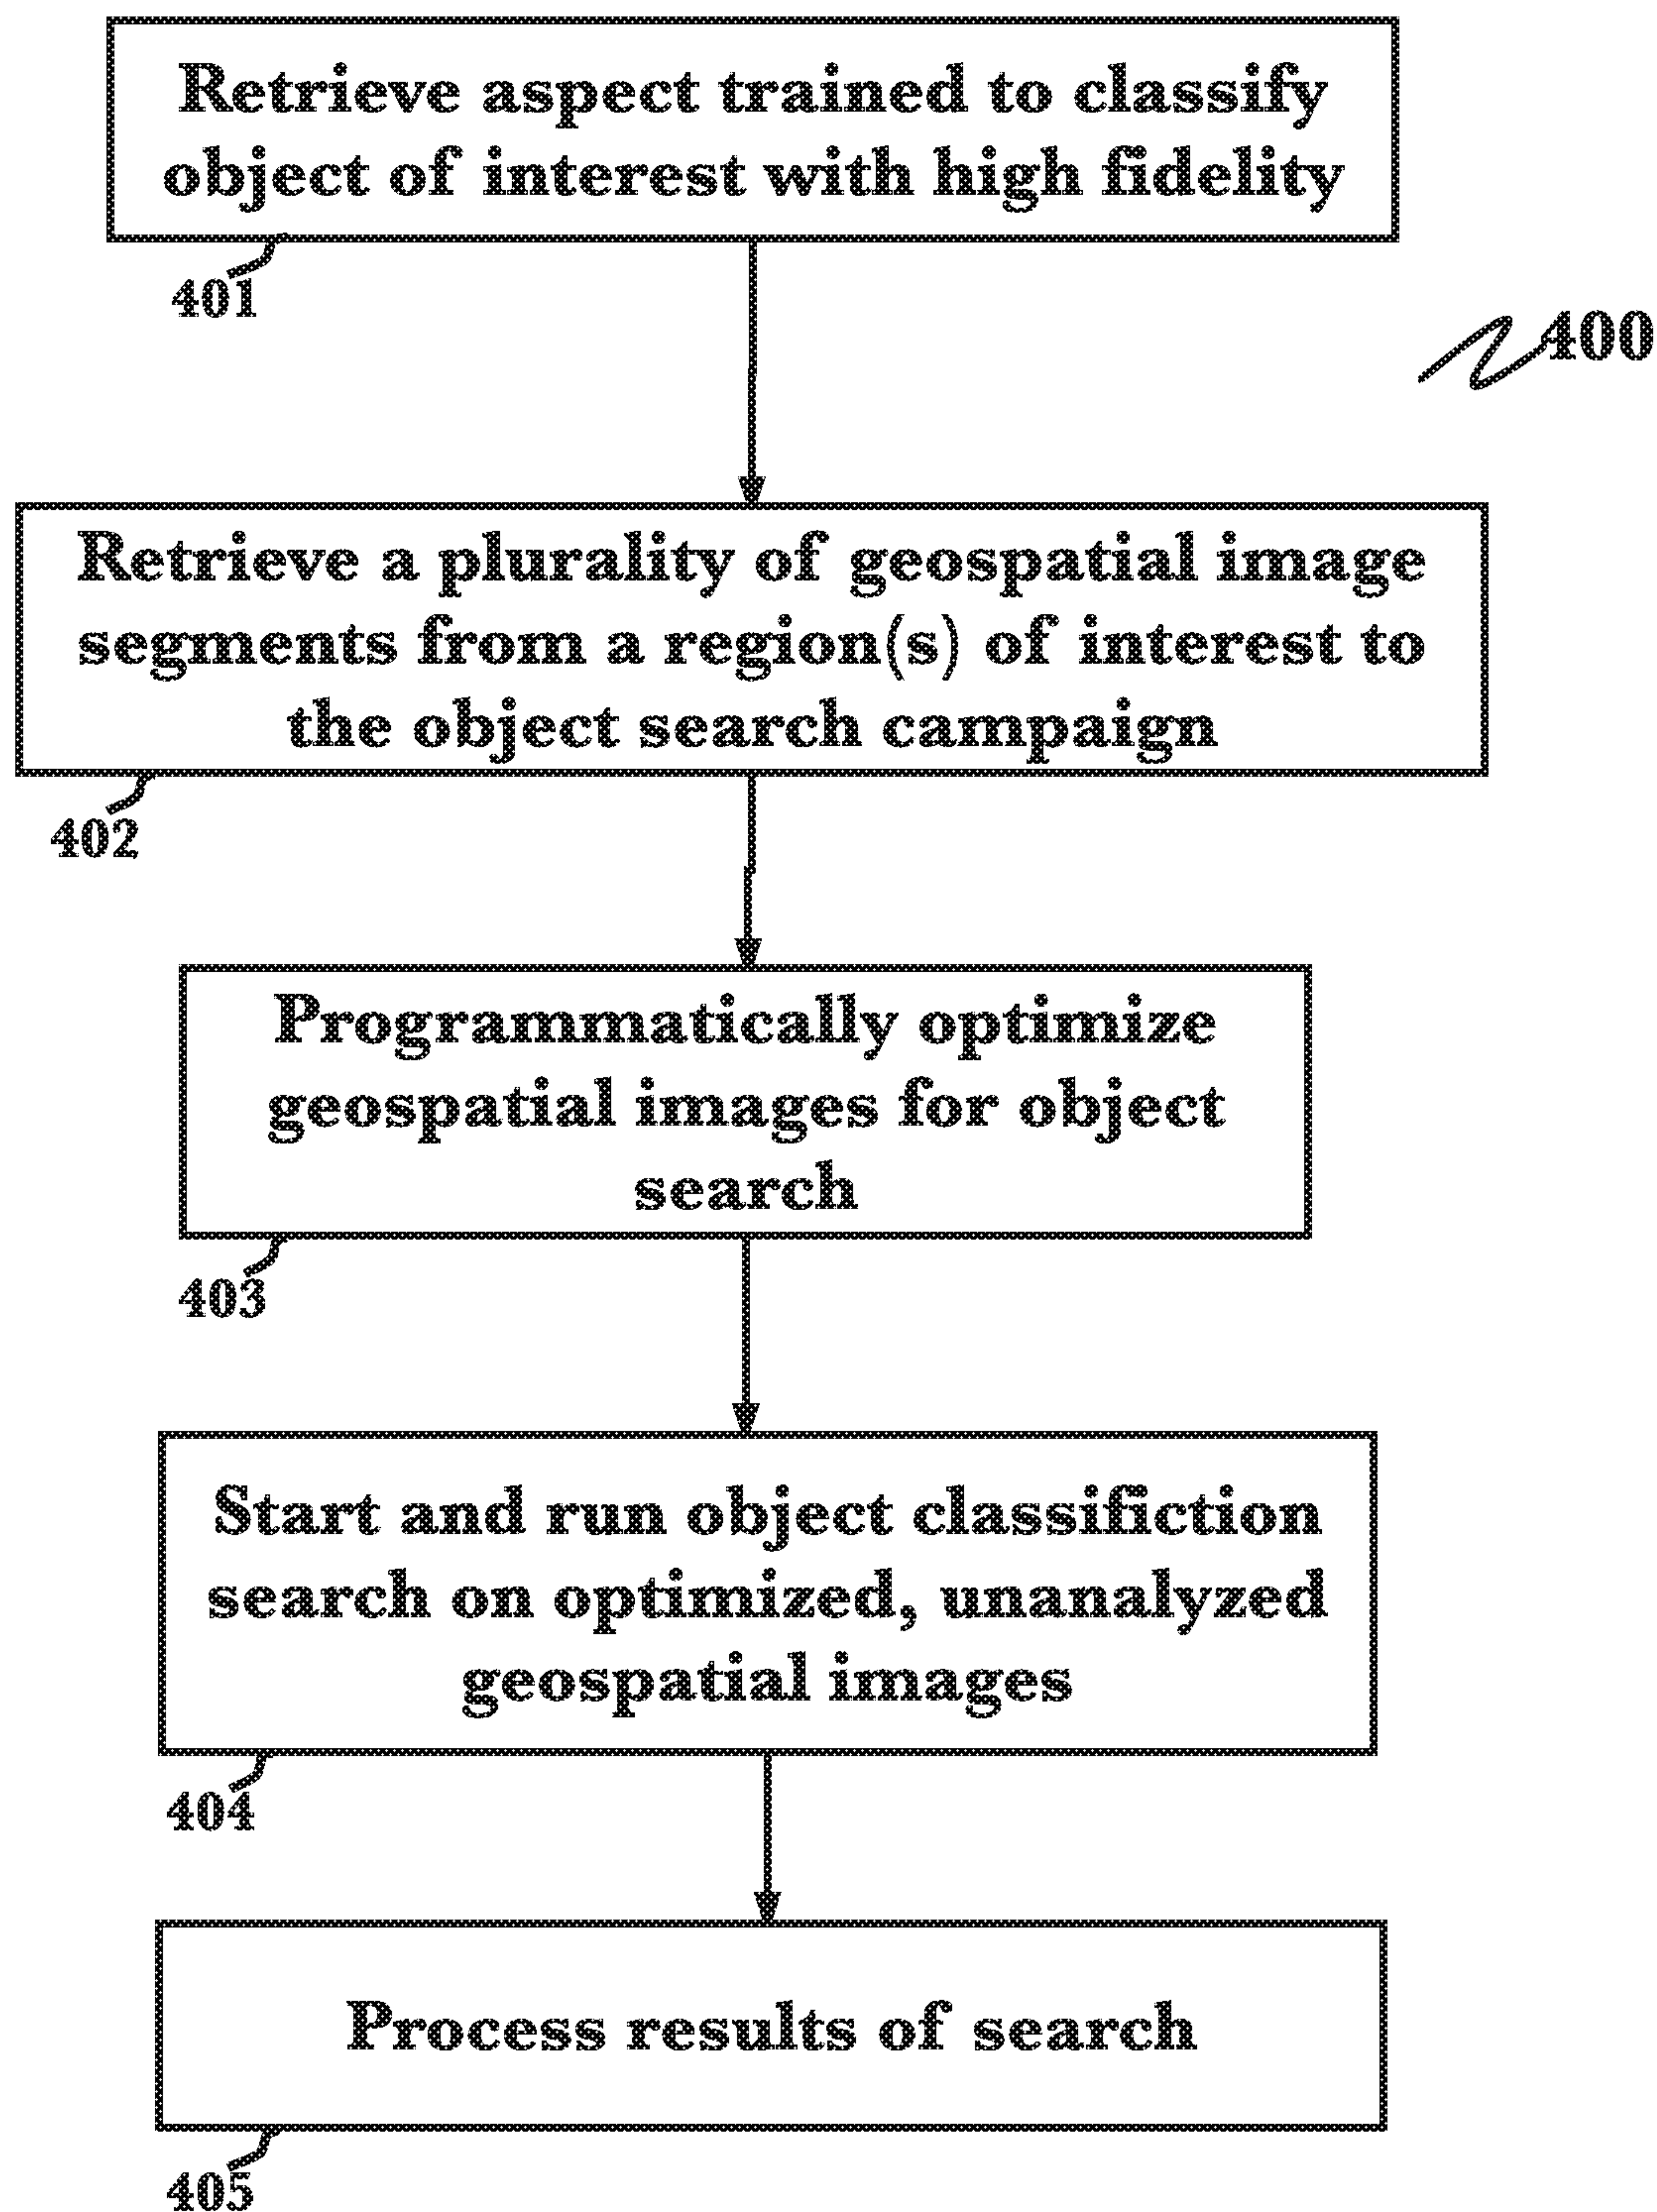 Retrieve aspect trained to classify
object of interest with high fidelity
401
400
Retrieve a plurality of geospatial image
segments from a region(s) of interest to
the object search campaign
402
Programmatically optimize
geospatial images for object
search
403
Start and run object classifiction
search on optimized, unanalyzed
geospatial images
404
Process results of search
405